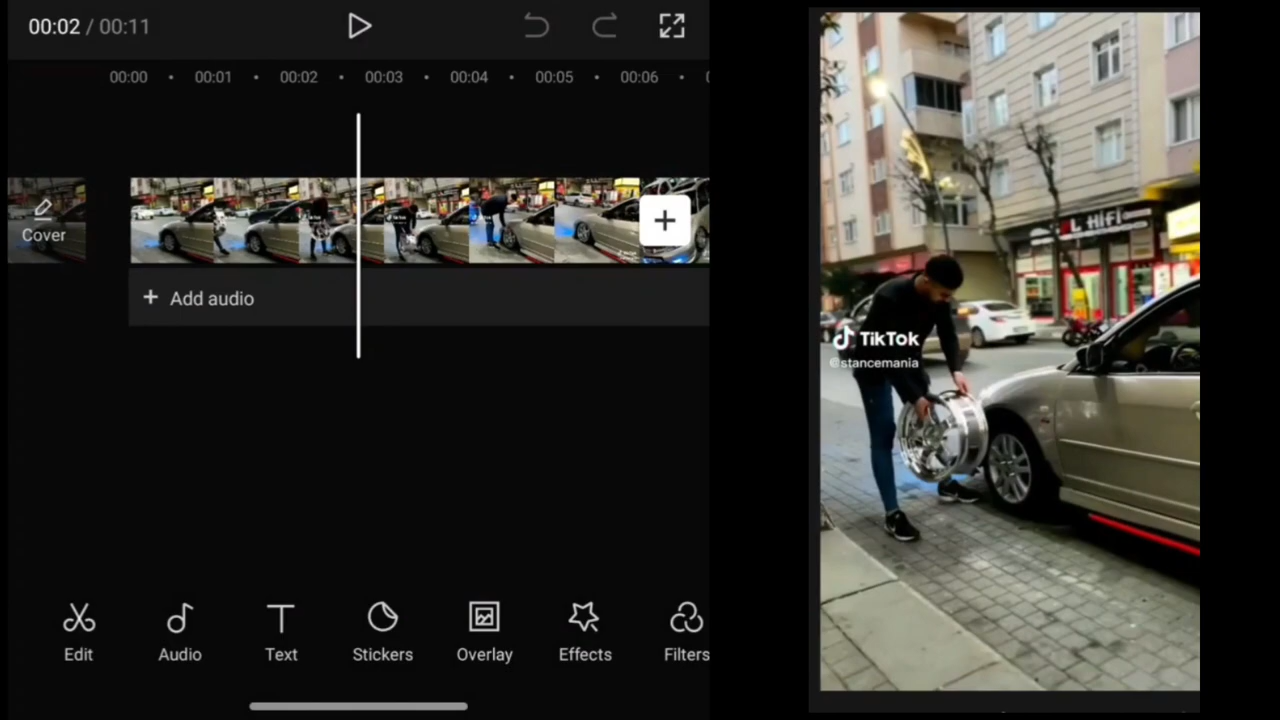 00:02 / 00:11
00:00 00:01 00:02 00:03 00:04 00:05 00:06
Cover
+ Add audio
Edit
Audio
Text
Stickers
Overlay
Effects
Filters
HiFi
TikTok
@stancemania